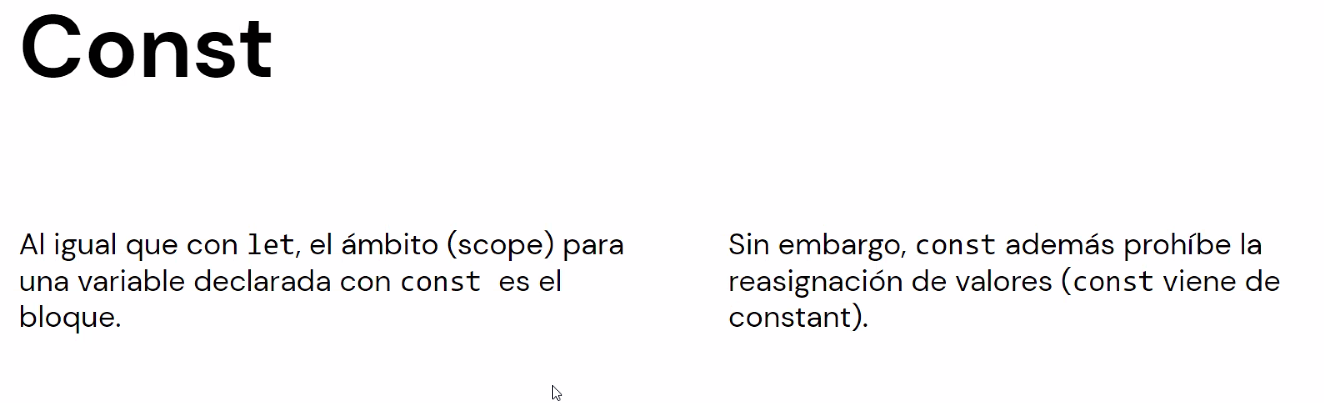 Const
Al igual que con let, el ámbito (scope) para
una variable declarada con const es el
bloque.
Sin embargo, const además prohíbe la
reasignación de valores (const viene de
constant).